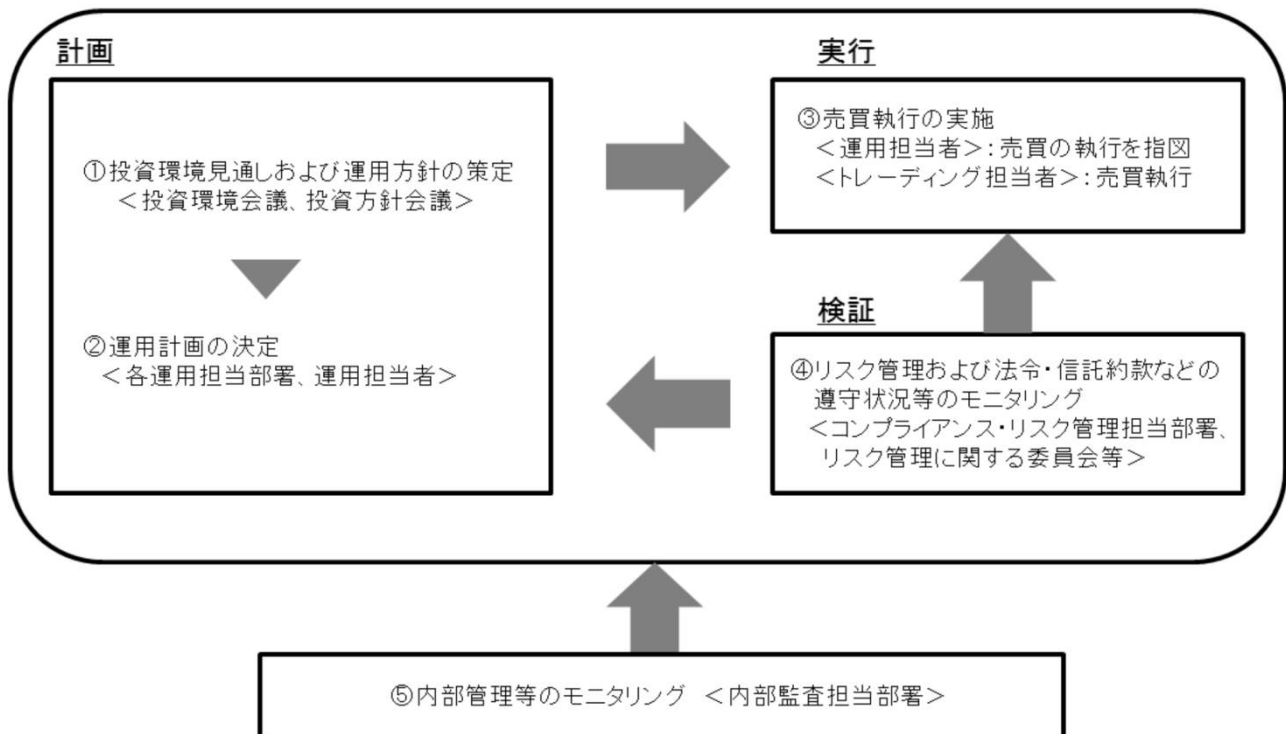 計画
①投資環境見通しおよび運用方針の策定
＜投資環境会議、投資方針会議＞
②運用計画の決定
＜各運用担当部署、運用担当者＞
実行
③売買執行の実施
＜運用担当者＞：売買の執行を指図
＜トレーディング担当者＞：売買執行
検証
④リスク管理および法令・信託約款などの
遵守状況等のモニタリング
＜コンプライアンス・リスク管理担当部署、
リスク管理に関する委員会等＞
⑤内部管理等のモニタリング　＜内部監査担当部署＞